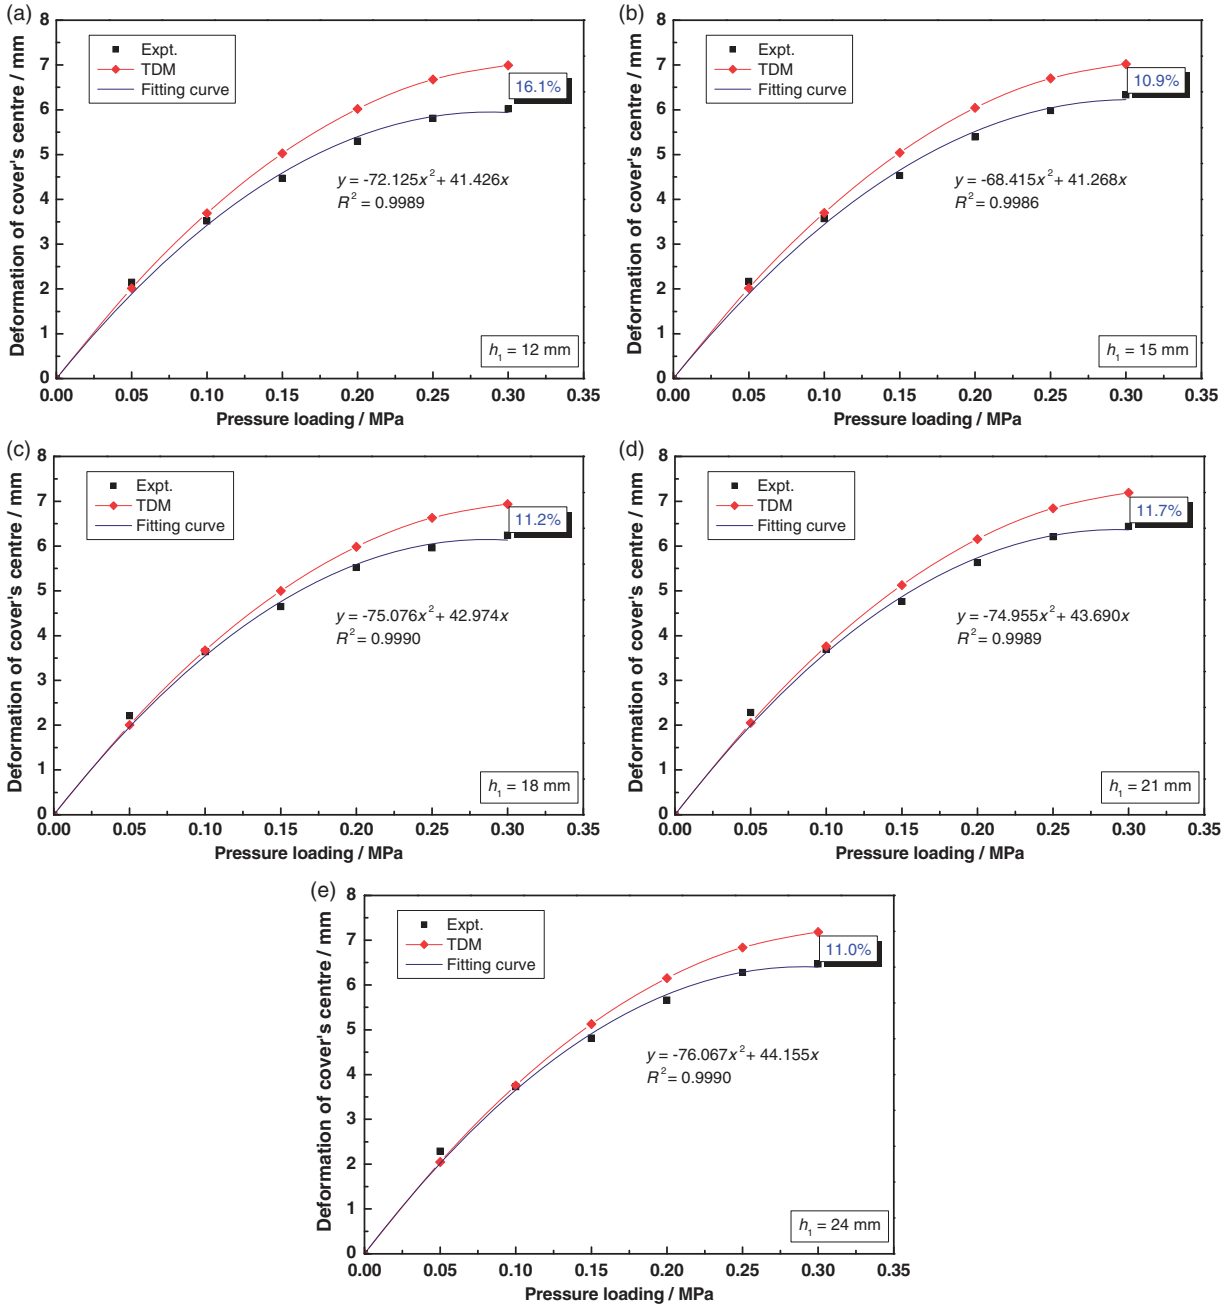 (a)
8
7
6
5
4
3
2
1
0
Deformation of cover's centre / mm
Expt.
TDM
Fitting curve
16.1%
y = -72.125x² + 41.426x
R² = 0.9989
h₁ = 12 mm
0.00 0.05 0.10 0.15 0.20 0.25 0.30 0.35
Pressure loading / MPa
(b)
8
7
6
5
4
3
2
1
0
Deformation of cover's centre / mm
Expt.
TDM
Fitting curve
10.9%
y = -68.415x² + 41.268x
R² = 0.9986
h₁ = 15 mm
0.00 0.05 0.10 0.15 0.20 0.25 0.30 0.35
Pressure loading / MPa
(c)
8
7
6
5
4
3
2
1
0
Deformation of cover's centre / mm
Expt.
TDM
Fitting curve
11.2%
y = -75.076x² + 42.974x
R² = 0.9990
h₁ = 18 mm
0.00 0.05 0.10 0.15 0.20 0.25 0.30 0.35
Pressure loading / MPa
(d)
8
7
6
5
4
3
2
1
0
Deformation of cover's centre / mm
Expt.
TDM
Fitting curve
11.7%
y = -74.955x² + 43.690x
R² = 0.9989
h₁ = 21 mm
0.00 0.05 0.10 0.15 0.20 0.25 0.30 0.35
Pressure loading / MPa
(e)
8
7
6
5
4
3
2
1
0
Deformation of cover's centre / mm
Expt.
TDM
Fitting curve
11.0%
y = -76.067x² + 44.155x
R² = 0.9990
h₁ = 24 mm
0.00 0.05 0.10 0.15 0.20 0.25 0.30 0.35
Pressure loading / MPa